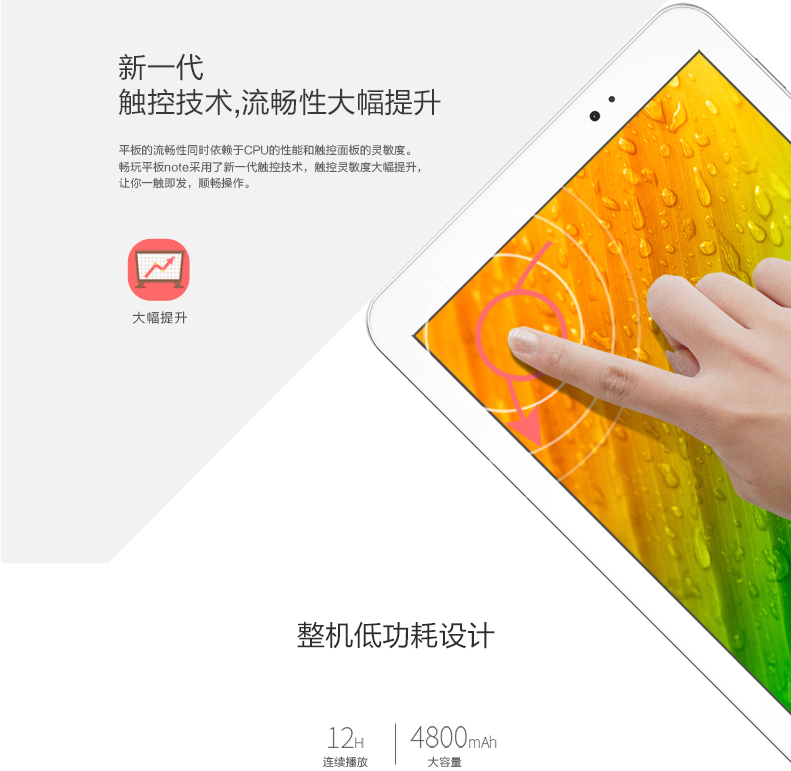 新一代
触控技术,流畅性大幅提升
平板的流畅性同时依赖于CPU的性能和触控面板的灵敏度。
畅玩平板note采用了新一代触控技术，触控灵敏度大幅提升，
让你一触即发，顺畅操作。
大幅提升
整机低功耗设计
12H
连续播放
4800mAh
大容量